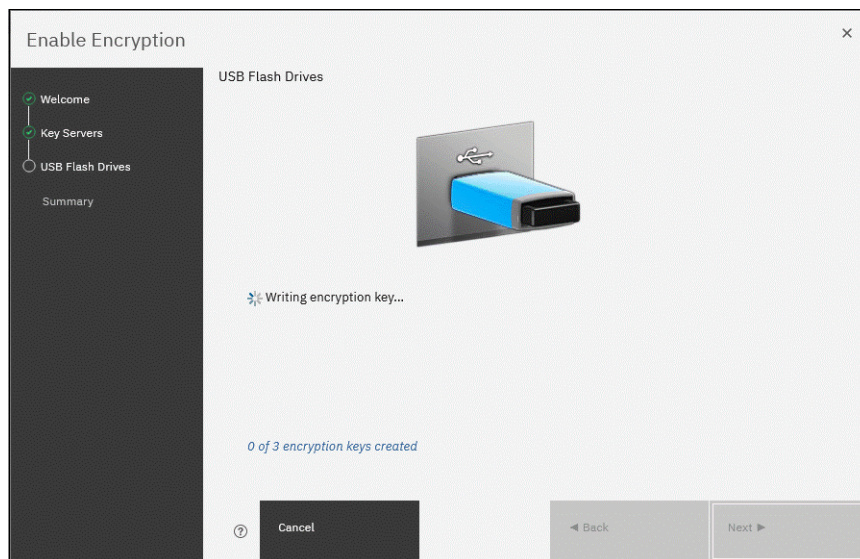 Enable Encryption
×
Welcome
Key Servers
USB Flash Drives
Summary
USB Flash Drives
Writing encryption key...
0 of 3 encryption keys created
?
Cancel
◄ Back
Next ►